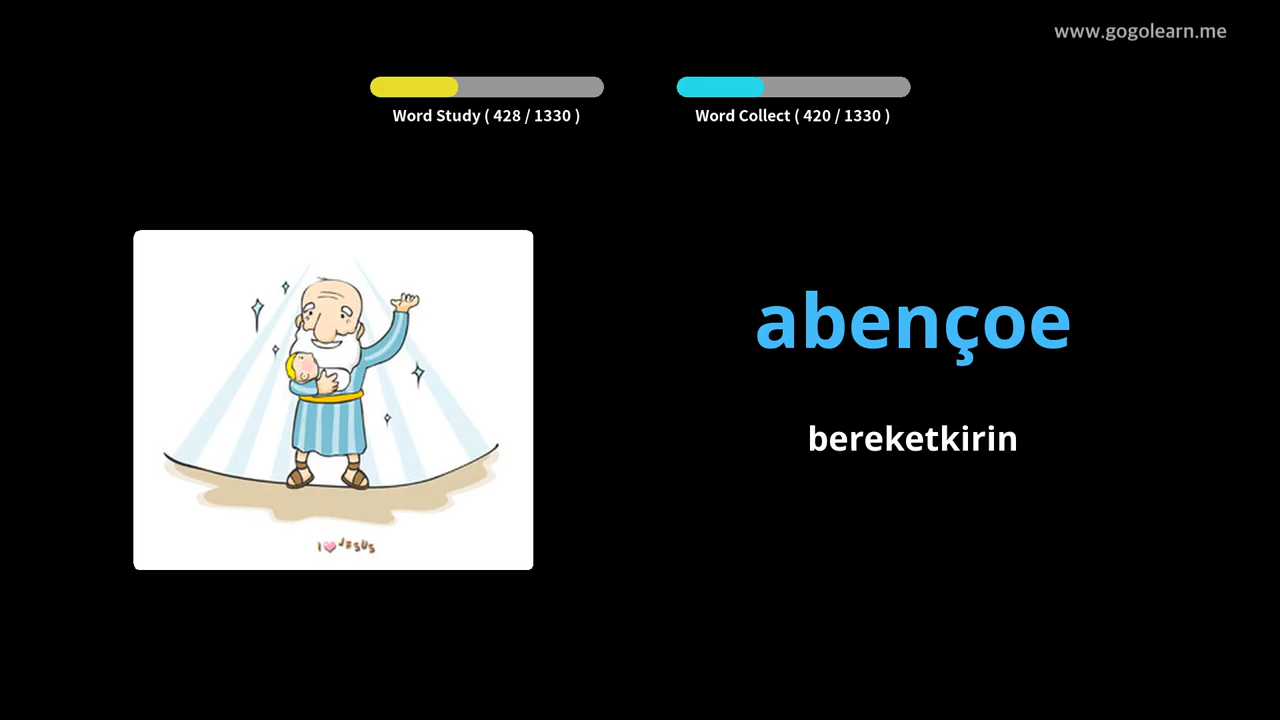 www.gogolearn.me
Word Study ( 428 / 1330 )
Word Collect ( 420 / 1330 )
abençoe
bereketkirin
I JESUS